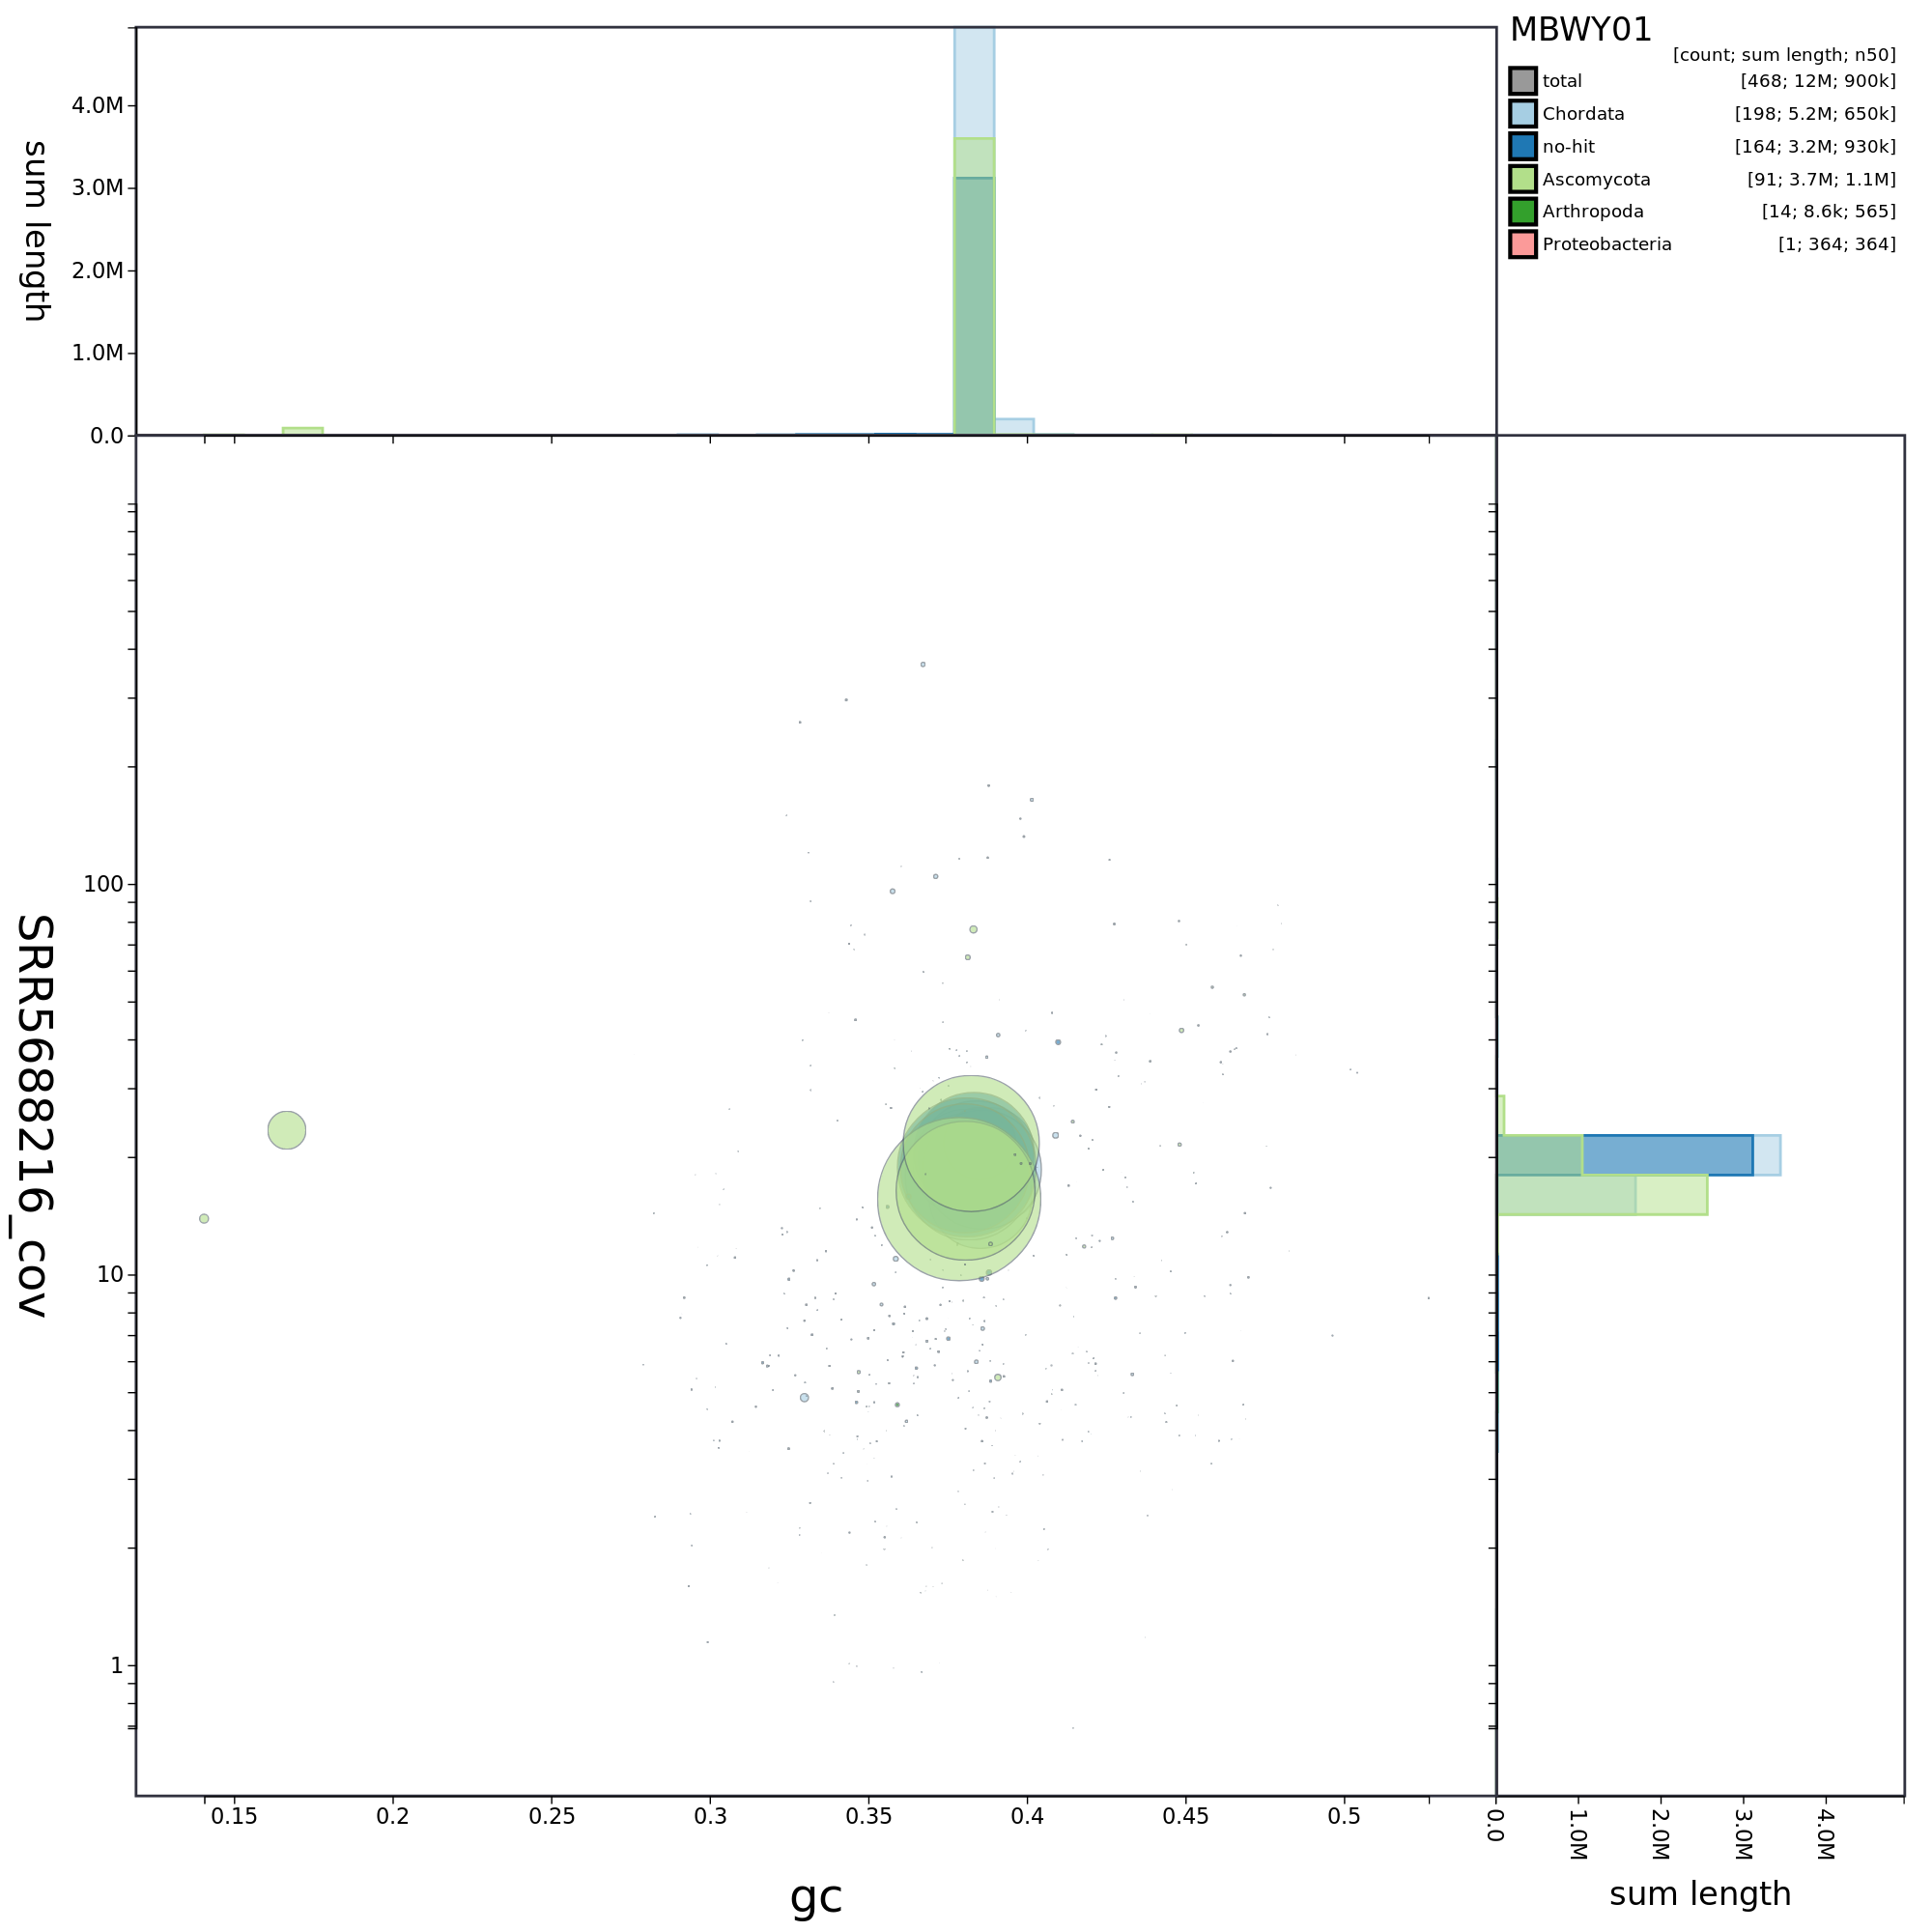 MBWY01
[count; sum length; n50]
total [468; 12M; 900k]
Chordata [198; 5.2M; 650k]
no-hit [164; 3.2M; 930k]
Ascomycota [91; 3.7M; 1.1M]
Arthropoda [14; 8.6k; 565]
Proteobacteria [1; 364; 364]
sum length
4.0M
3.0M
2.0M
1.0M
0.0
SRR5688216_cov
100
10
1
0.15 0.2 0.25 0.3 0.35 0.4 0.45 0.5
gc
0.0 1.0M 2.0M 3.0M 4.0M
sum length